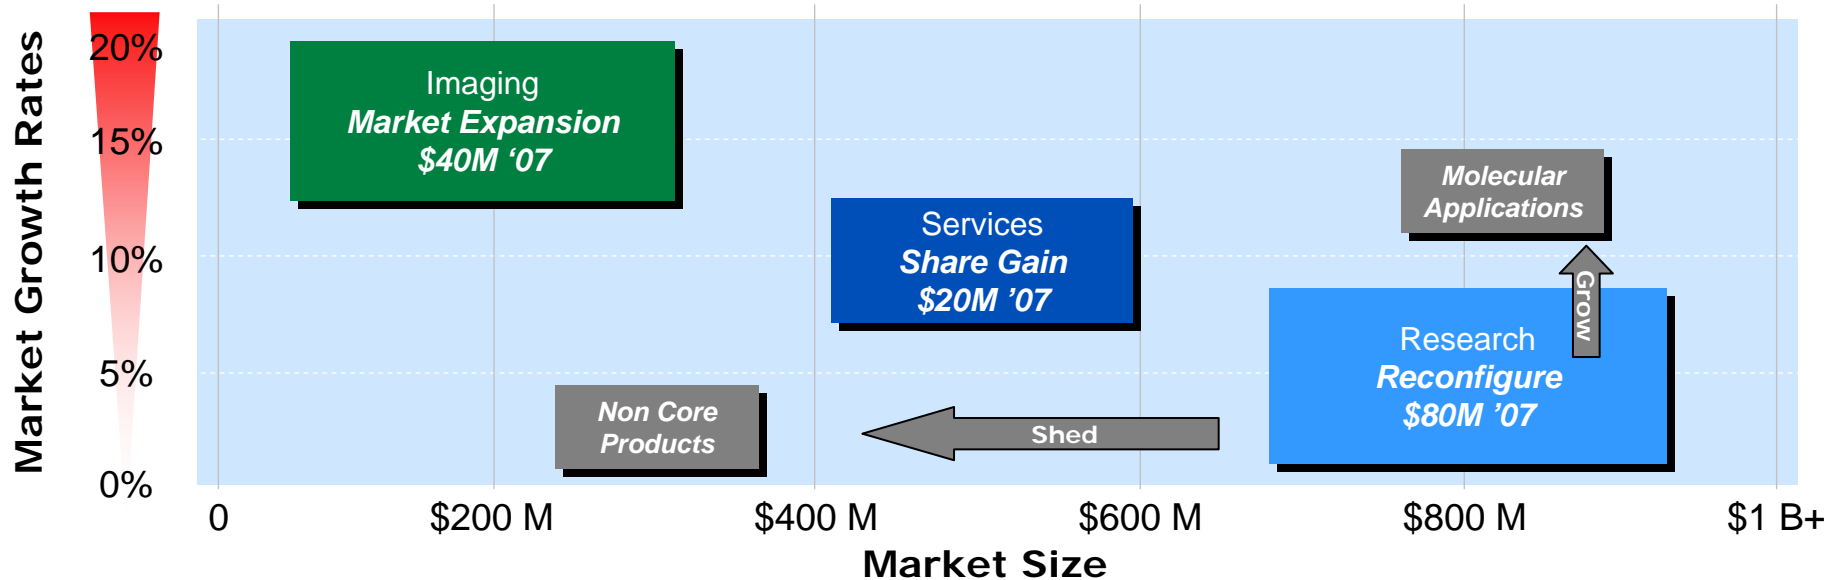 Market Growth Rates
20%
15%
10%
5%
0%
Imaging
Market Expansion
$40M ‘07
Services
Share Gain
$20M ’07
Molecular
Applications
Grow
Research
Reconfigure
$80M ’07
Non Core
Products
Shed
0
$200 M
$400 M
$600 M
$800 M
$1 B+
Market Size